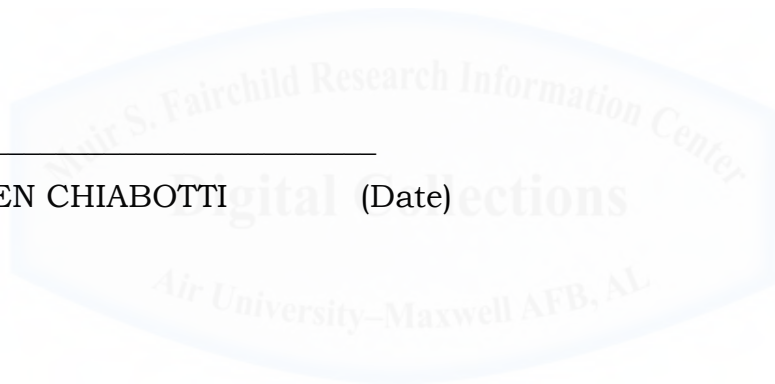 Muir S. Fairchild Research Information Center
EN CHIABOTTI (Date)
Digital Collections
Air University–Maxwell AFB, AL